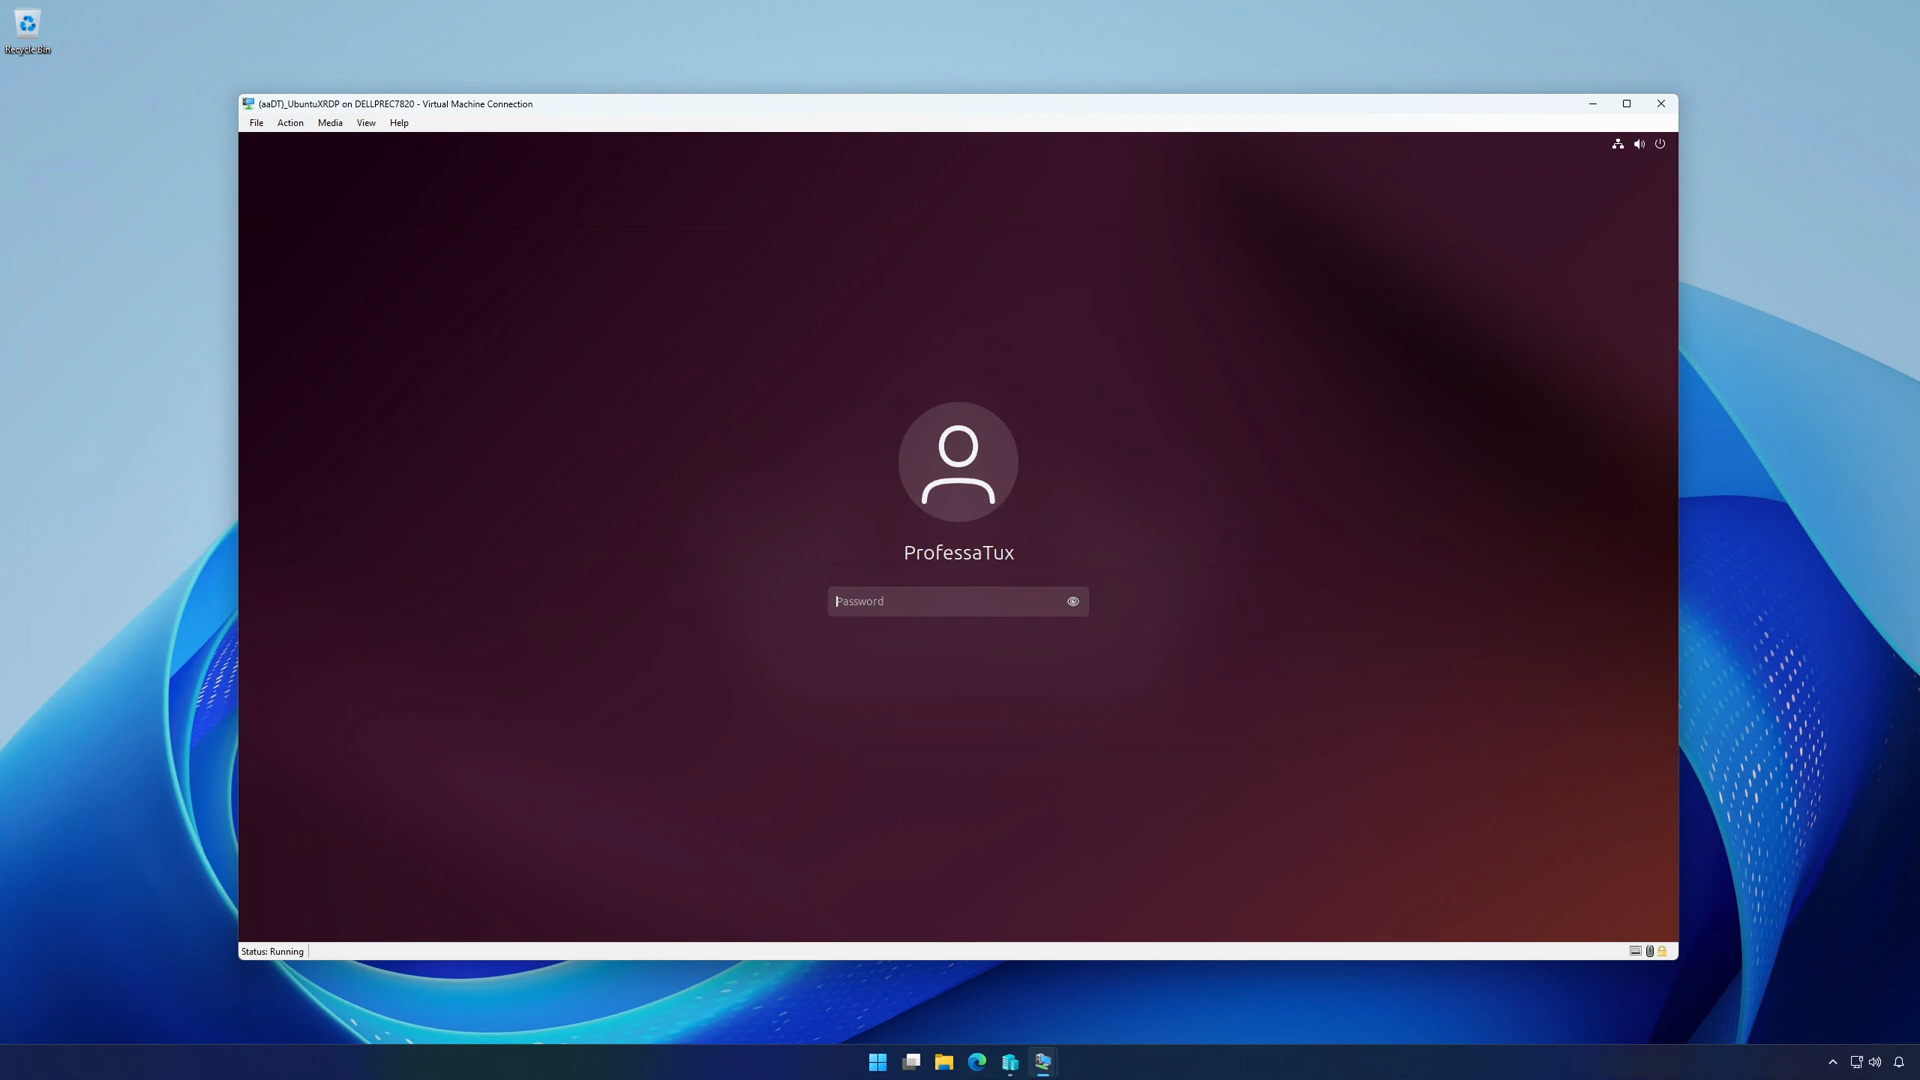 Recycle Bin
(aaDT)_UbuntuXRDP on DELLPREC7820 - Virtual Machine Connection
File Action Media View Help
ProfessaTux
Password
Status: Running